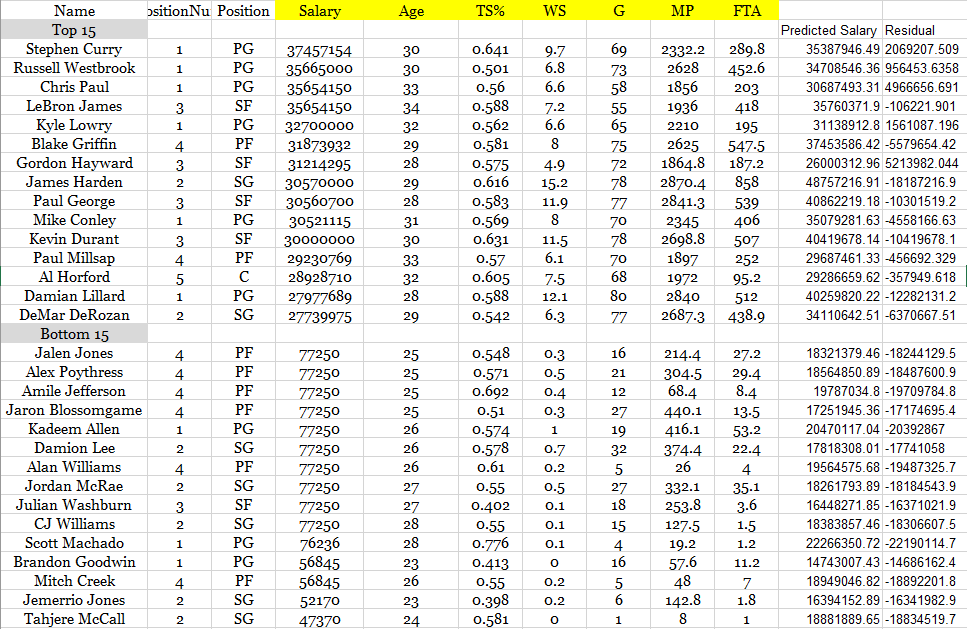 Name ositionNu Position Salary Age TS% WS G MP FTA
Top 15 Predicted Salary Residual
Stephen Curry 1 PG 37457154 30 0.641 9.7 69 2332.2 289.8 35387946.49 2069207.509
Russell Westbrook 1 PG 35665000 30 0.501 6.8 73 2628 452.6 34708546.36 956453.6358
Chris Paul 1 PG 35654150 33 0.56 6.6 58 1856 203 30687493.31 4966656.691
LeBron James 3 SF 35654150 34 0.588 7.2 55 1936 418 35760371.9 -106221.901
Kyle Lowry 1 PG 32700000 32 0.562 6.6 65 2210 195 31138912.8 1561087.196
Blake Griffin 4 PF 31873932 29 0.581 8 75 2625 547.5 37453586.42 -5579654.42
Gordon Hayward 3 SF 31214295 28 0.575 4.9 72 1864.8 187.2 26000312.96 5213982.044
James Harden 2 SG 30570000 29 0.616 15.2 78 2870.4 858 48757216.91 -18187216.9
Paul George 3 SF 30560700 28 0.583 11.9 77 2841.3 539 40862219.18 -10301519.2
Mike Conley 1 PG 30521115 31 0.569 8 70 2345 406 35079281.63 -4558166.63
Kevin Durant 3 SF 30000000 30 0.631 11.5 78 2698.8 507 40419678.14 -10419678.1
Paul Millsap 4 PF 29230769 33 0.57 6.1 70 1897 252 29687461.33 -456692.329
Al Horford 5 C 28928710 32 0.605 7.5 68 1972 95.2 29286659.62 -357949.618
Damian Lillard 1 PG 27977689 28 0.588 12.1 80 2840 512 40259820.22 -12282131.2
DeMar DeRozan 2 SG 27739975 29 0.542 6.3 77 2687.3 438.9 34110642.51 -6370667.51
Bottom 15
Jalen Jones 4 PF 77250 25 0.548 0.3 16 214.4 27.2 18321379.46 -18244129.5
Alex Poythress 4 PF 77250 25 0.571 0.5 21 304.5 29.4 18564850.89 -18487600.9
Amile Jefferson 4 PF 77250 25 0.692 0.4 12 68.4 8.4 19787034.8 -19709784.8
Jaron Blossomgame 4 PF 77250 25 0.51 0.3 27 440.1 13.5 17251945.36 -17174695.4
Kadeem Allen 1 PG 77250 26 0.574 1 19 416.1 53.2 20470117.04 -20392867
Damion Lee 2 SG 77250 26 0.578 0.7 32 374.4 22.4 17818308.01 -17741058
Alan Williams 4 PF 77250 26 0.61 0.2 5 26 4 19564575.68 -19487325.7
Jordan McRae 2 SG 77250 27 0.55 0.5 27 332.1 35.1 18261793.89 -18184543.9
Julian Washburn 3 SF 77250 27 0.402 0.1 18 253.8 3.6 16448271.85 -16371021.9
CJ Williams 2 SG 77250 28 0.55 0.1 15 127.5 1.5 18383857.46 -18306607.5
Scott Machado 1 PG 76236 28 0.776 0.1 4 19.2 1.2 22266350.72 -22190114.7
Brandon Goodwin 1 PG 56845 23 0.413 0 16 57.6 11.2 14743007.43 -14686162.4
Mitch Creek 4 PF 56845 26 0.55 0.2 5 48 7 18949046.82 -18892201.8
Jemerrio Jones 2 SG 52170 23 0.398 0.2 6 142.8 1.8 16394152.89 -16341982.9
Tahjere McCall 2 SG 47370 24 0.581 0 1 8 1 18881889.65 -18834519.7